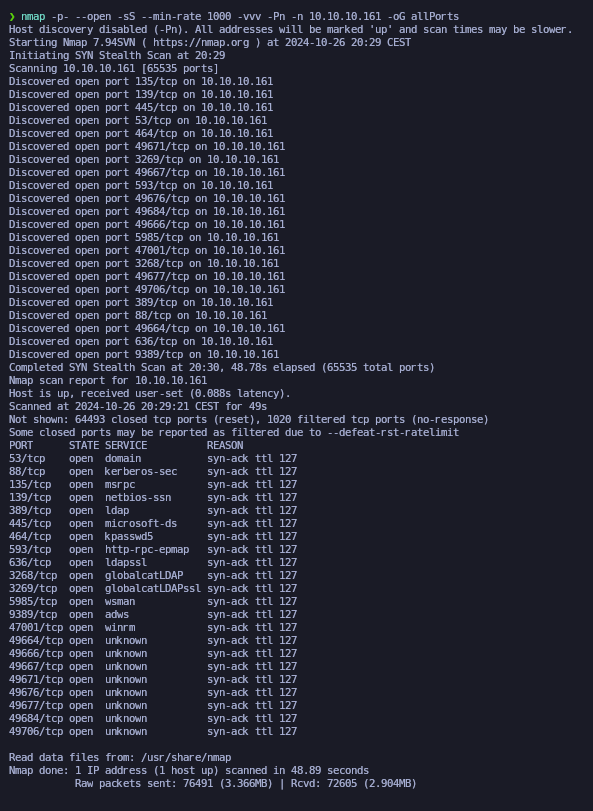 ❯ nmap -p- --open -sS --min-rate 1000 -vvv -Pn -n 10.10.10.161 -oG allPorts
Host discovery disabled (-Pn). All addresses will be marked 'up' and scan times may be slower.
Starting Nmap 7.94SVN ( https://nmap.org ) at 2024-10-26 20:29 CEST
Initiating SYN Stealth Scan at 20:29
Scanning 10.10.10.161 [65535 ports]
Discovered open port 135/tcp on 10.10.10.161
Discovered open port 139/tcp on 10.10.10.161
Discovered open port 445/tcp on 10.10.10.161
Discovered open port 53/tcp on 10.10.10.161
Discovered open port 464/tcp on 10.10.10.161
Discovered open port 49671/tcp on 10.10.10.161
Discovered open port 3269/tcp on 10.10.10.161
Discovered open port 49667/tcp on 10.10.10.161
Discovered open port 593/tcp on 10.10.10.161
Discovered open port 49676/tcp on 10.10.10.161
Discovered open port 49684/tcp on 10.10.10.161
Discovered open port 49666/tcp on 10.10.10.161
Discovered open port 5985/tcp on 10.10.10.161
Discovered open port 47001/tcp on 10.10.10.161
Discovered open port 3268/tcp on 10.10.10.161
Discovered open port 49677/tcp on 10.10.10.161
Discovered open port 49706/tcp on 10.10.10.161
Discovered open port 389/tcp on 10.10.10.161
Discovered open port 88/tcp on 10.10.10.161
Discovered open port 49664/tcp on 10.10.10.161
Discovered open port 636/tcp on 10.10.10.161
Discovered open port 9389/tcp on 10.10.10.161
Completed SYN Stealth Scan at 20:30, 48.78s elapsed (65535 total ports)
Nmap scan report for 10.10.10.161
Host is up, received user-set (0.088s latency).
Scanned at 2024-10-26 20:29:21 CEST for 49s
Not shown: 64493 closed tcp ports (reset), 1020 filtered tcp ports (no-response)
Some closed ports may be reported as filtered due to --defeat-rst-ratelimit
PORT      STATE SERVICE          REASON
53/tcp    open  domain           syn-ack ttl 127
88/tcp    open  kerberos-sec     syn-ack ttl 127
135/tcp   open  msrpc            syn-ack ttl 127
139/tcp   open  netbios-ssn      syn-ack ttl 127
389/tcp   open  ldap             syn-ack ttl 127
445/tcp   open  microsoft-ds     syn-ack ttl 127
464/tcp   open  kpasswd5         syn-ack ttl 127
593/tcp   open  http-rpc-epmap   syn-ack ttl 127
636/tcp   open  ldapssl          syn-ack ttl 127
3268/tcp  open  globalcatLDAP    syn-ack ttl 127
3269/tcp  open  globalcatLDAPssl syn-ack ttl 127
5985/tcp  open  wsman            syn-ack ttl 127
9389/tcp  open  adws             syn-ack ttl 127
47001/tcp open  winrm            syn-ack ttl 127
49664/tcp open  unknown          syn-ack ttl 127
49666/tcp open  unknown          syn-ack ttl 127
49667/tcp open  unknown          syn-ack ttl 127
49671/tcp open  unknown          syn-ack ttl 127
49676/tcp open  unknown          syn-ack ttl 127
49677/tcp open  unknown          syn-ack ttl 127
49684/tcp open  unknown          syn-ack ttl 127
49706/tcp open  unknown          syn-ack ttl 127

Read data files from: /usr/share/nmap
Nmap done: 1 IP address (1 host up) scanned in 48.89 seconds
           Raw packets sent: 76491 (3.366MB) | Rcvd: 72605 (2.904MB)